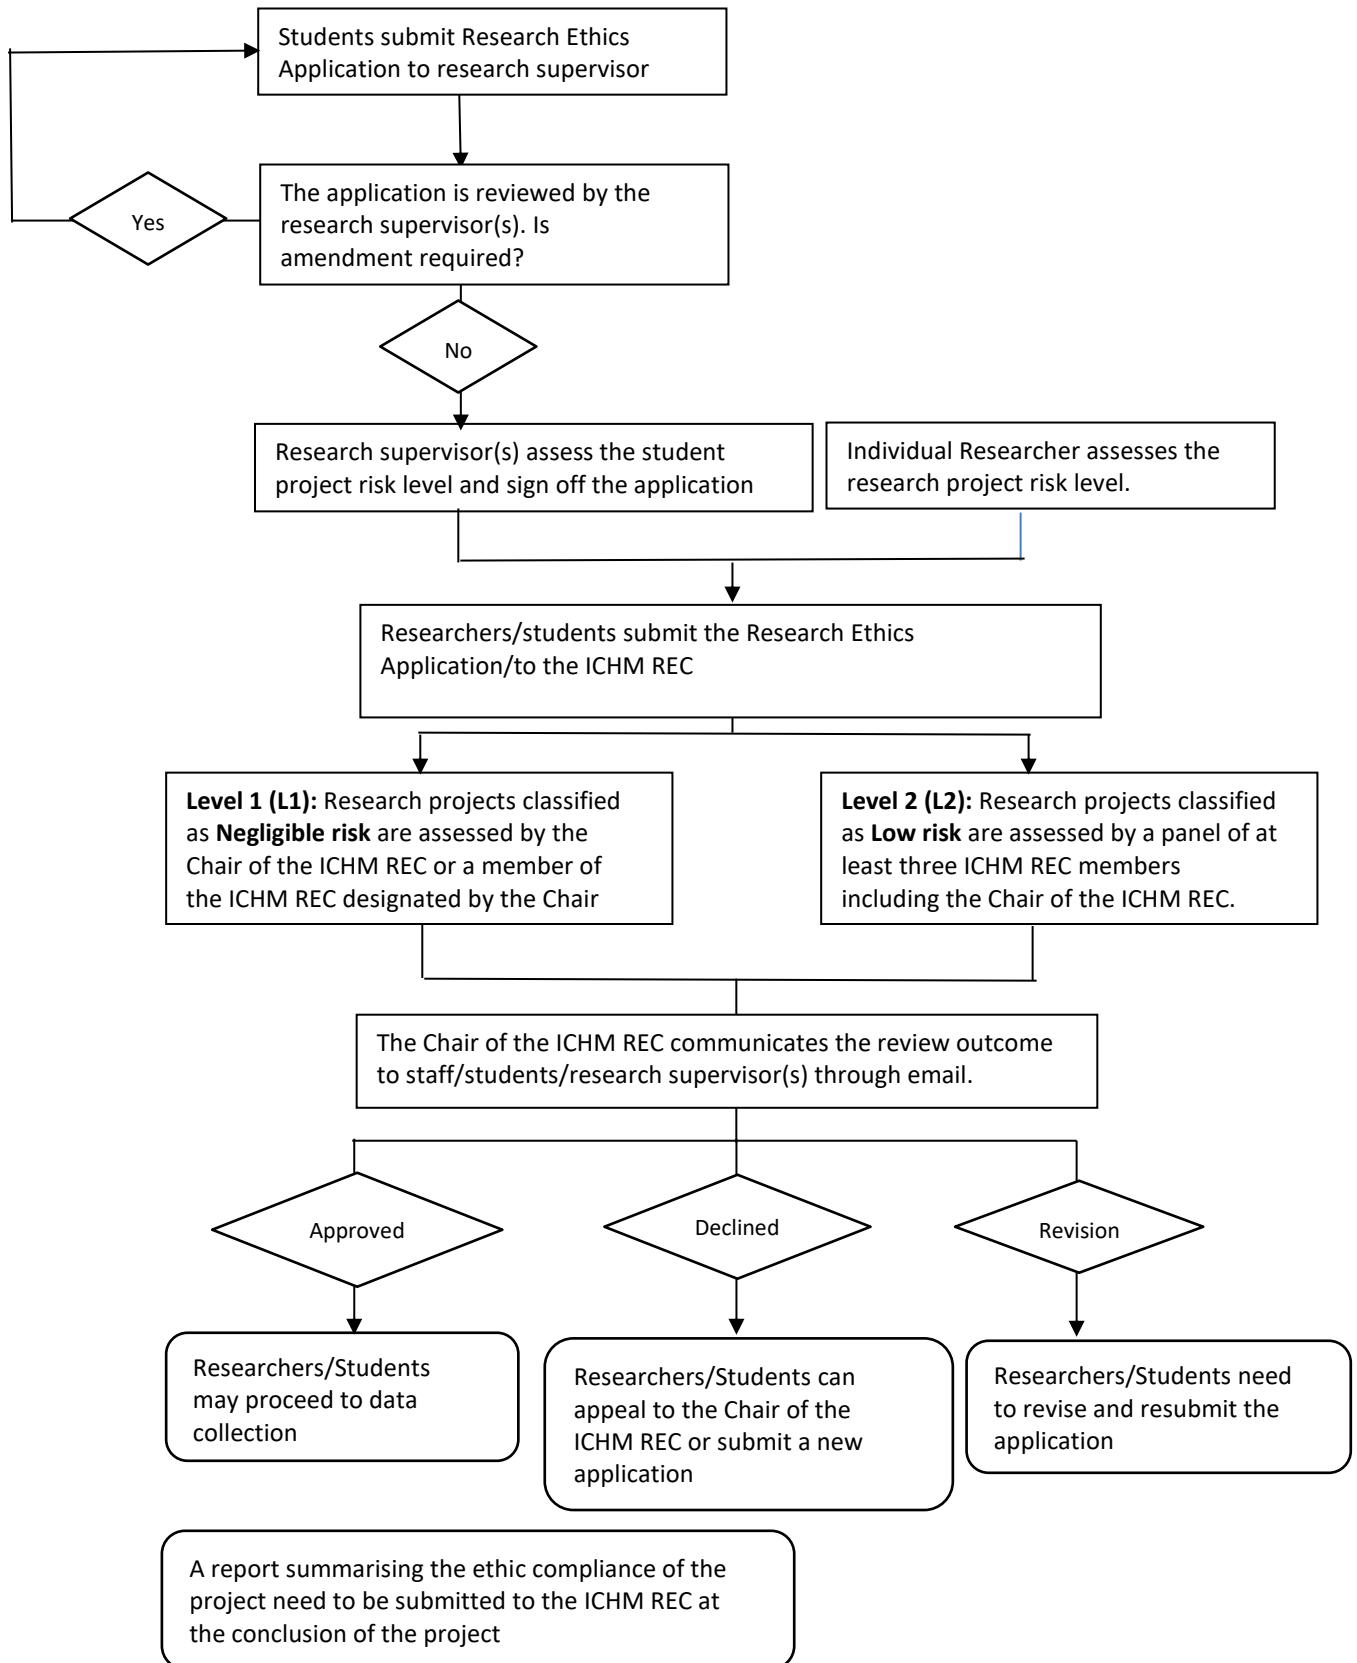 Students submit Research Ethics
Application to research supervisor
The application is reviewed by the
research supervisor(s). Is
amendment required?
Yes
No
Research supervisor(s) assess the student
project risk level and sign off the application
Individual Researcher assesses the
research project risk level.
Researchers/students submit the Research Ethics
Application/to the ICHM REC
Level 1 (L1): Research projects classified
as Negligible risk are assessed by the
Chair of the ICHM REC or a member of
the ICHM REC designated by the Chair
Level 2 (L2): Research projects classified
as Low risk are assessed by a panel of at
least three ICHM REC members
including the Chair of the ICHM REC.
The Chair of the ICHM REC communicates the review outcome
to staff/students/research supervisor(s) through email.
Approved
Declined
Revision
Researchers/Students
may proceed to data
collection
Researchers/Students can
appeal to the Chair of the
ICHM REC or submit a new
application
Researchers/Students need
to revise and resubmit the
application
A report summarising the ethic compliance of the
project need to be submitted to the ICHM REC at
the conclusion of the project